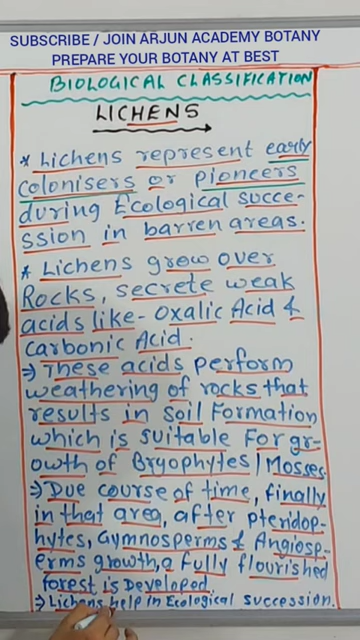 SUBSCRIBE / JOIN ARJUN ACADEMY BOTANY
PREPARE YOUR BOTANY AT BEST
BIOLOGICAL CLASSIFICATION
LICHENS
* Lichens represent early
colonisers or pioneers
during Ecological succe-
ssion in barren areas.
* Lichens grow over
Rocks, secrete weak
acids like- Oxalic Acid &
Carbonic Acid.
⇒ These acids perform
weathering of rocks that
results in Soil Formation
which is suitable For gr-
owth of Bryophytes/Mosses
⇒ Due course of time, finally
in that area, after pteridop-
hytes, Gymnosperms & Angiosp-
erms growth, a fully flourished
forest is Developed.
⇒ Lichens help in Ecological succession.